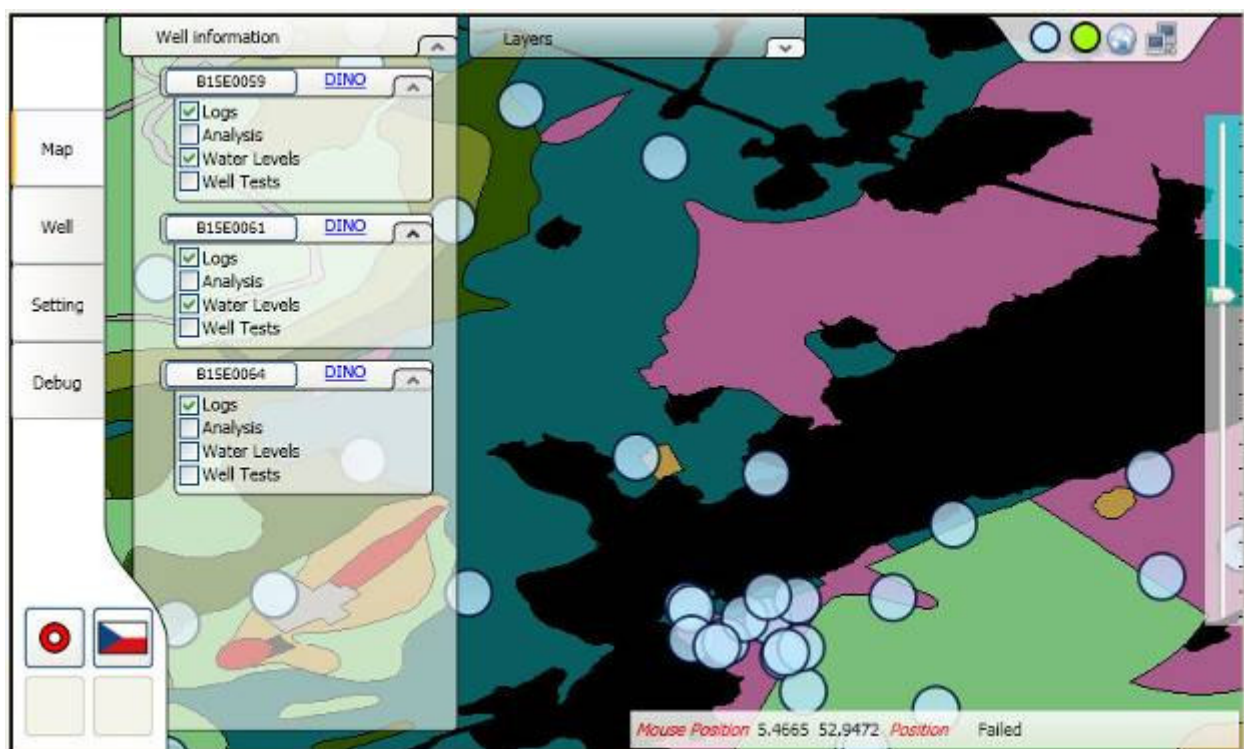 Well information
Layers
B15E0059 DINO
Logs
Analysis
Water Levels
Well Tests
B15E0061 DINO
Logs
Analysis
Water Levels
Well Tests
B15E0064 DINO
Logs
Analysis
Water Levels
Well Tests
Map
Well
Setting
Debug
Mouse Position 5.4665 52.9472 Position Failed